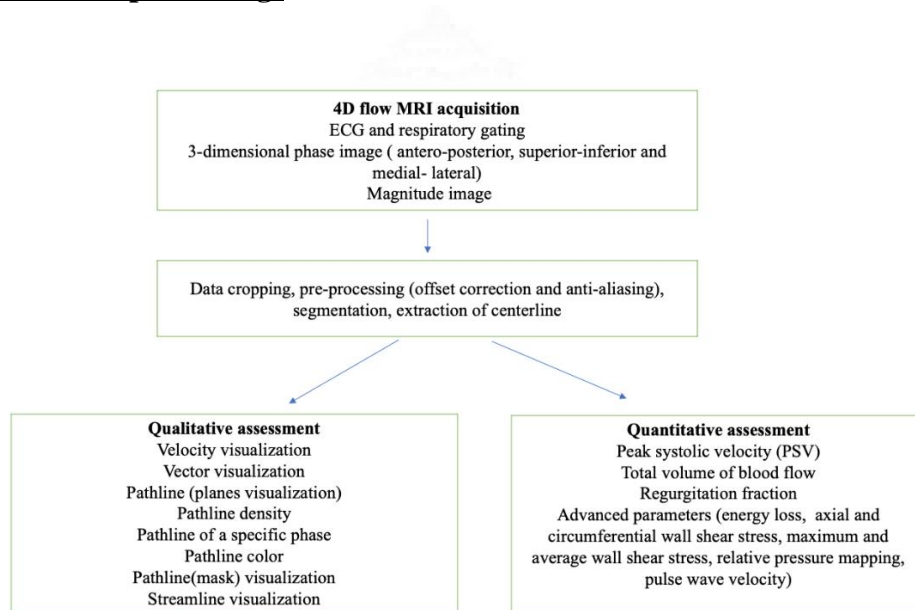 4D flow MRI acquisition
ECG and respiratory gating
3-dimensional phase image ( antero-posterior, superior-inferior and
medial- lateral)
Magnitude image
Data cropping, pre-processing (offset correction and anti-aliasing),
segmentation, extraction of centerline
Qualitative assessment
Velocity visualization
Vector visualization
Pathline (planes visualization)
Pathline density
Pathline of a specific phase
Pathline color
Pathline(mask) visualization
Streamline visualization
Quantitative assessment
Peak systolic velocity (PSV)
Total volume of blood flow
Regurgitation fraction
Advanced parameters (energy loss,  axial and
circumferential wall shear stress, maximum and
average wall shear stress, relative pressure mapping,
pulse wave velocity)